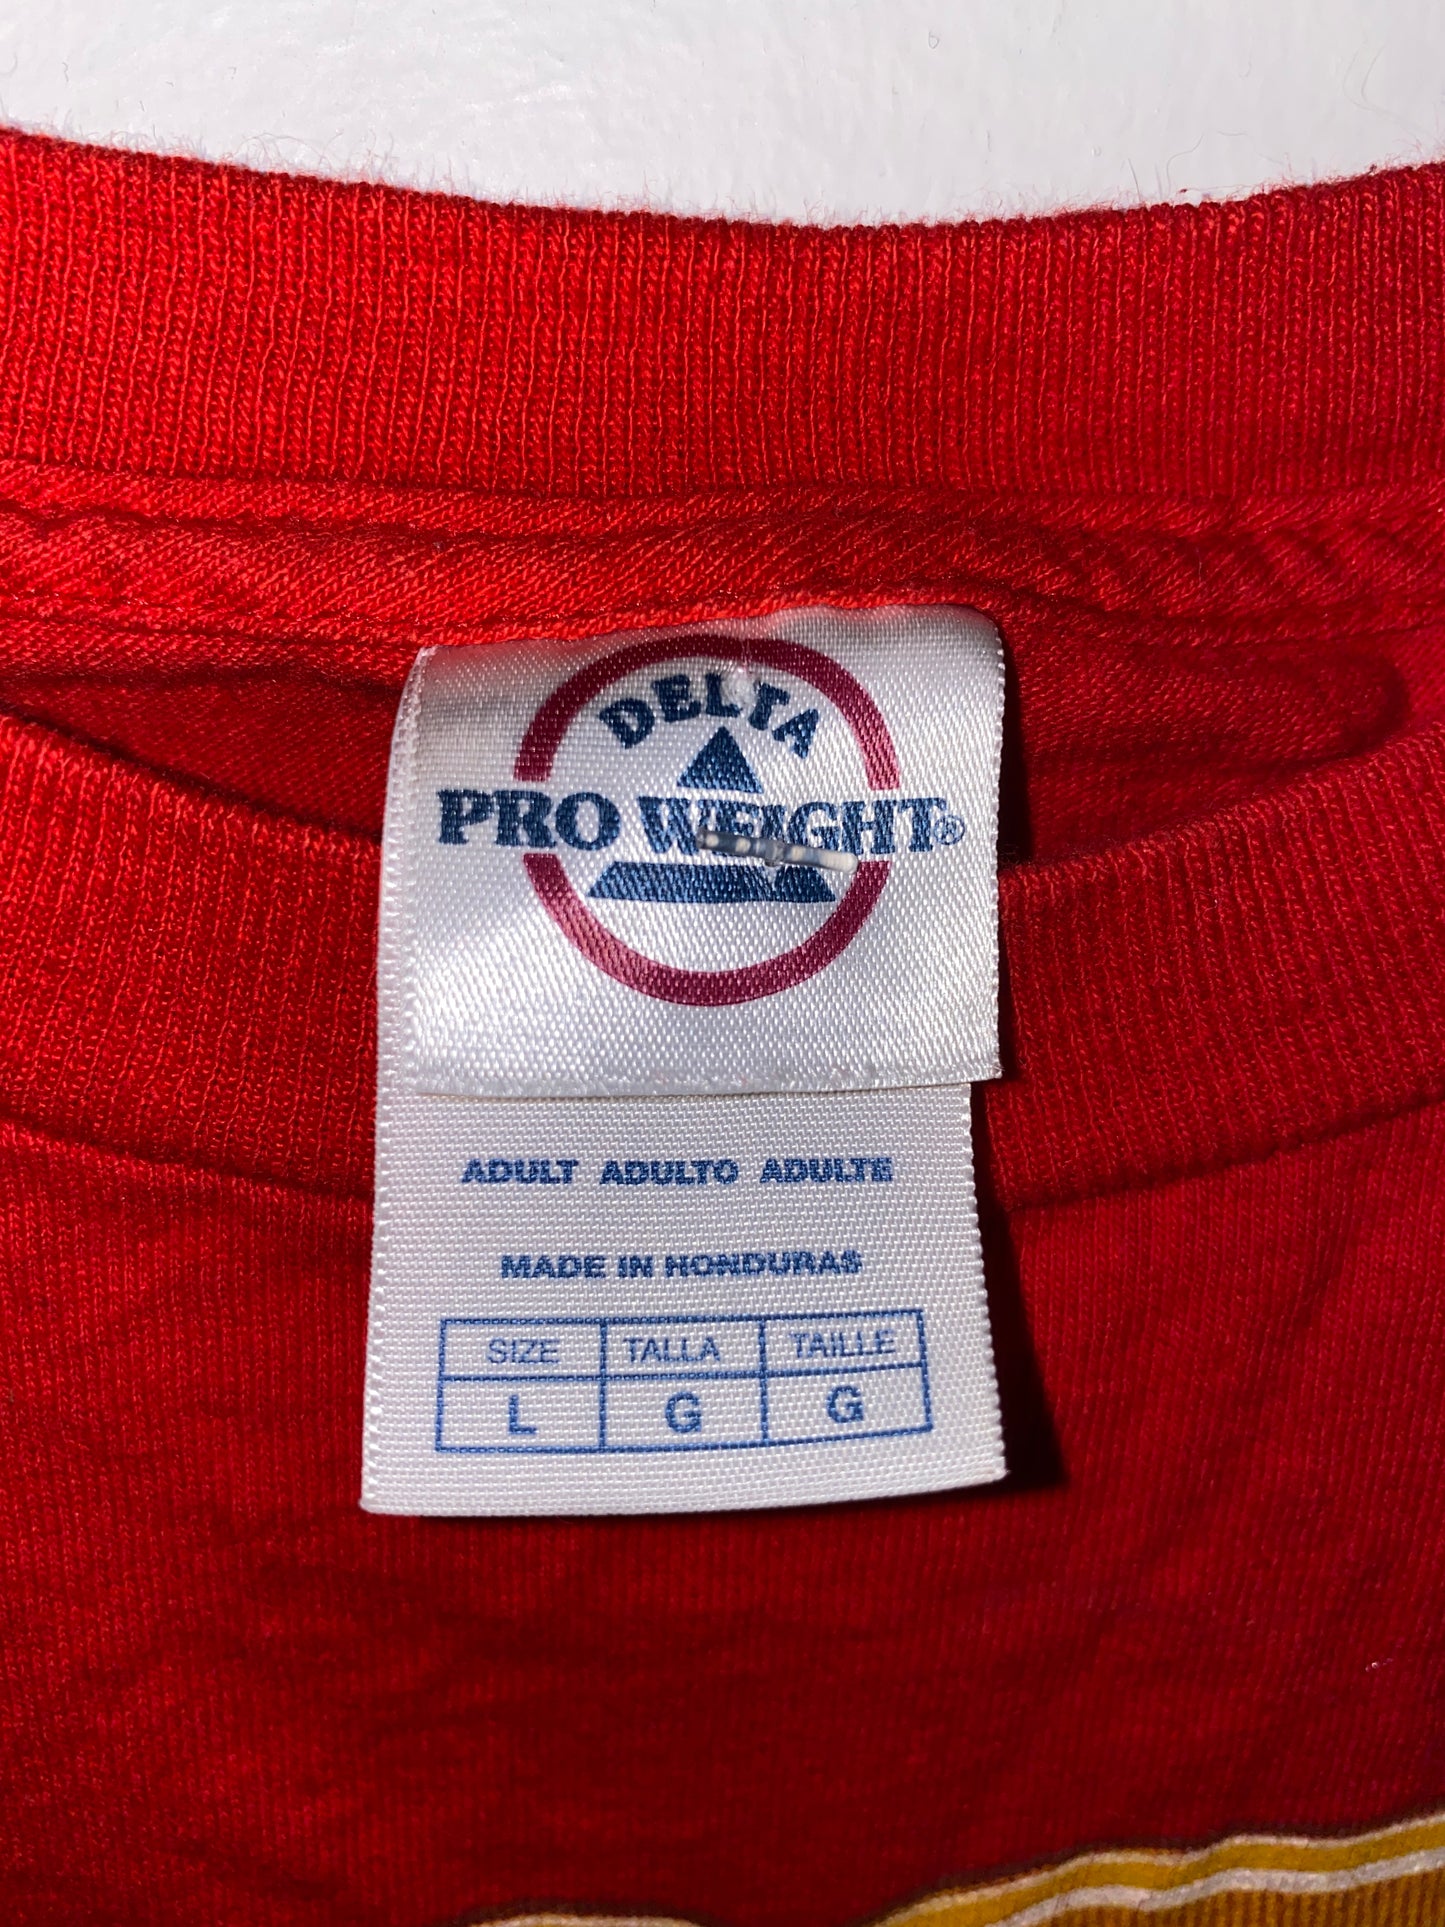 DELTA
PRO WEIGHT®
ADULT ADULTO ADULTE
MADE IN HONDURAS
SIZE TALLA TAILLE
L G G